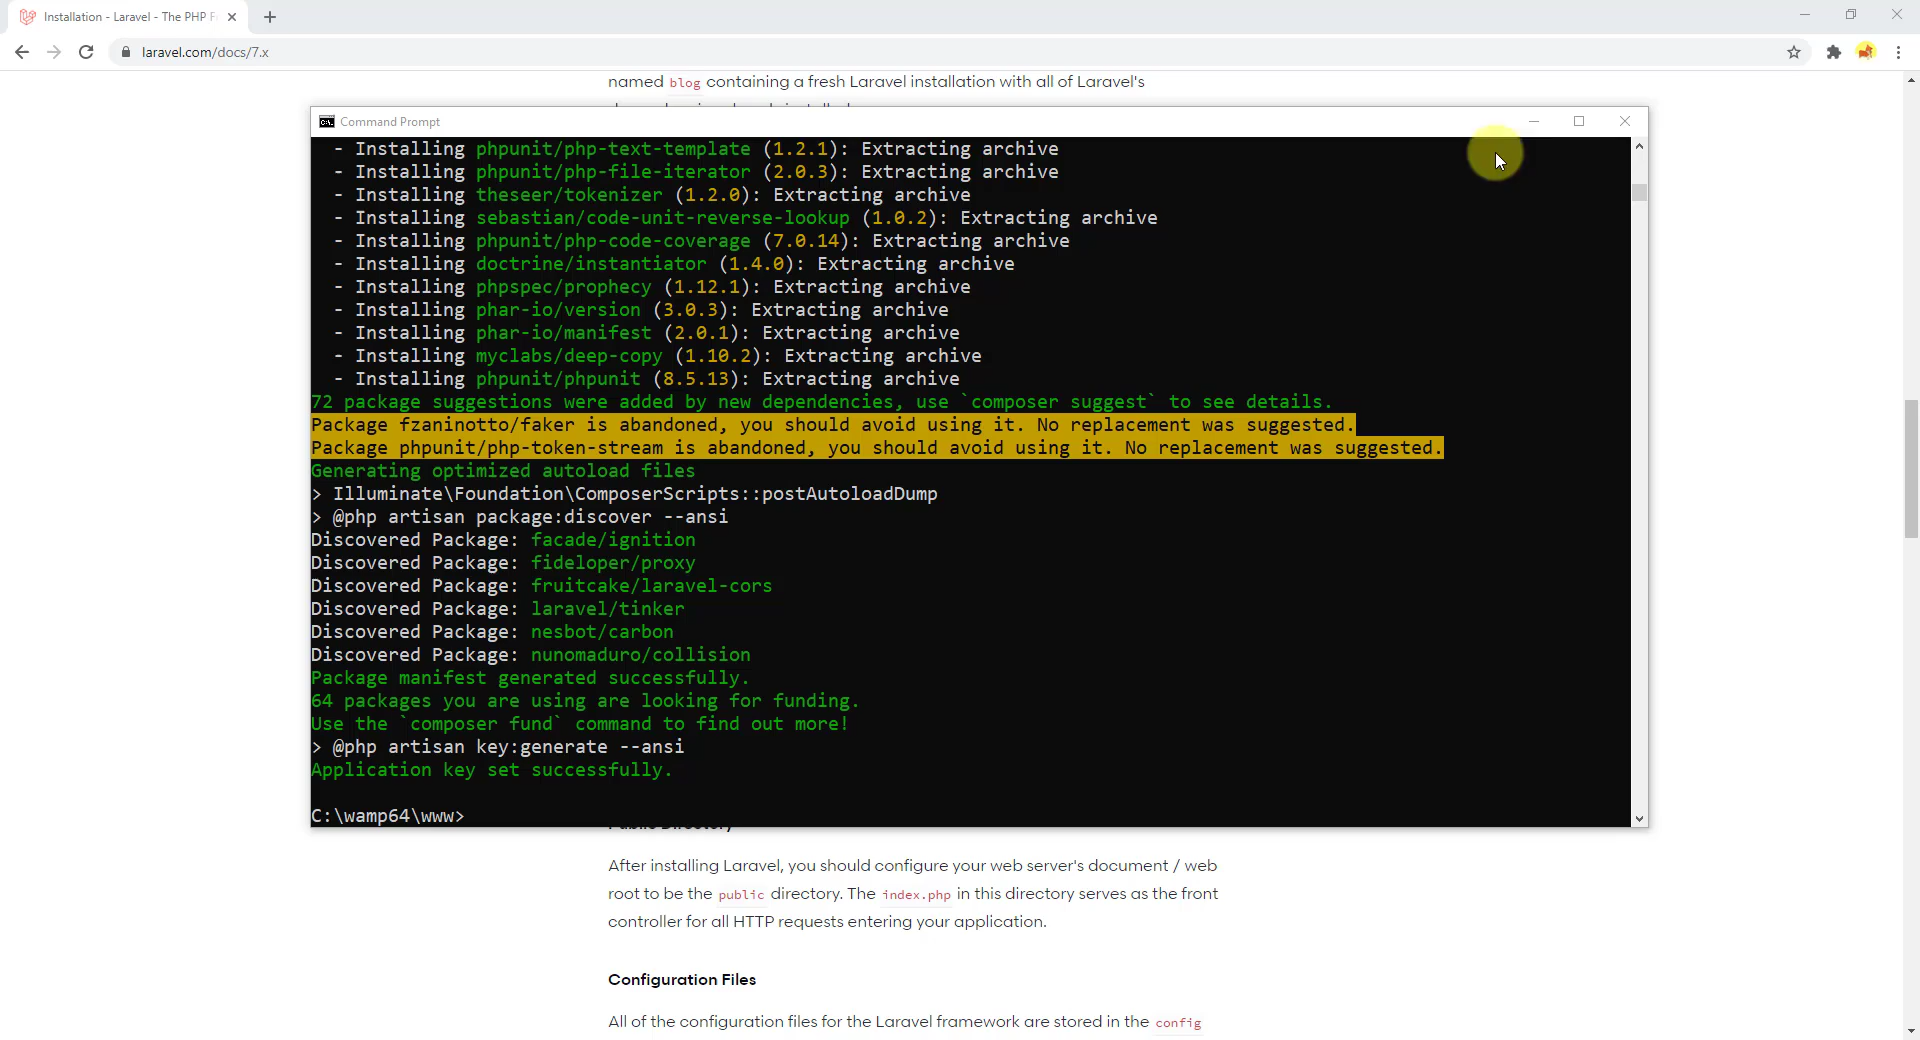 Installation - Laravel - The PHP F
laravel.com/docs/7.x
named blog containing a fresh Laravel installation with all of Laravel's
Command Prompt
- Installing phpunit/php-text-template (1.2.1): Extracting archive
- Installing phpunit/php-file-iterator (2.0.3): Extracting archive
- Installing theseer/tokenizer (1.2.0): Extracting archive
- Installing sebastian/code-unit-reverse-lookup (1.0.2): Extracting archive
- Installing phpunit/php-code-coverage (7.0.14): Extracting archive
- Installing doctrine/instantiator (1.4.0): Extracting archive
- Installing phpspec/prophecy (1.12.1): Extracting archive
- Installing phar-io/version (3.0.3): Extracting archive
- Installing phar-io/manifest (2.0.1): Extracting archive
- Installing myclabs/deep-copy (1.10.2): Extracting archive
- Installing phpunit/phpunit (8.5.13): Extracting archive
72 package suggestions were added by new dependencies, use `composer suggest` to see details.
Package fzaninotto/faker is abandoned, you should avoid using it. No replacement was suggested.
Package phpunit/php-token-stream is abandoned, you should avoid using it. No replacement was suggested.
Generating optimized autoload files
> Illuminate\Foundation\ComposerScripts::postAutoloadDump
> @php artisan package:discover --ansi
Discovered Package: facade/ignition
Discovered Package: fideloper/proxy
Discovered Package: fruitcake/laravel-cors
Discovered Package: laravel/tinker
Discovered Package: nesbot/carbon
Discovered Package: nunomaduro/collision
Package manifest generated successfully.
64 packages you are using are looking for funding.
Use the `composer fund` command to find out more!
> @php artisan key:generate --ansi
Application key set successfully.
C:\wamp64\www>
Public Directory
After installing Laravel, you should configure your web server's document / web
root to be the public directory. The index.php in this directory serves as the front
controller for all HTTP requests entering your application.
Configuration Files
All of the configuration files for the Laravel framework are stored in the config